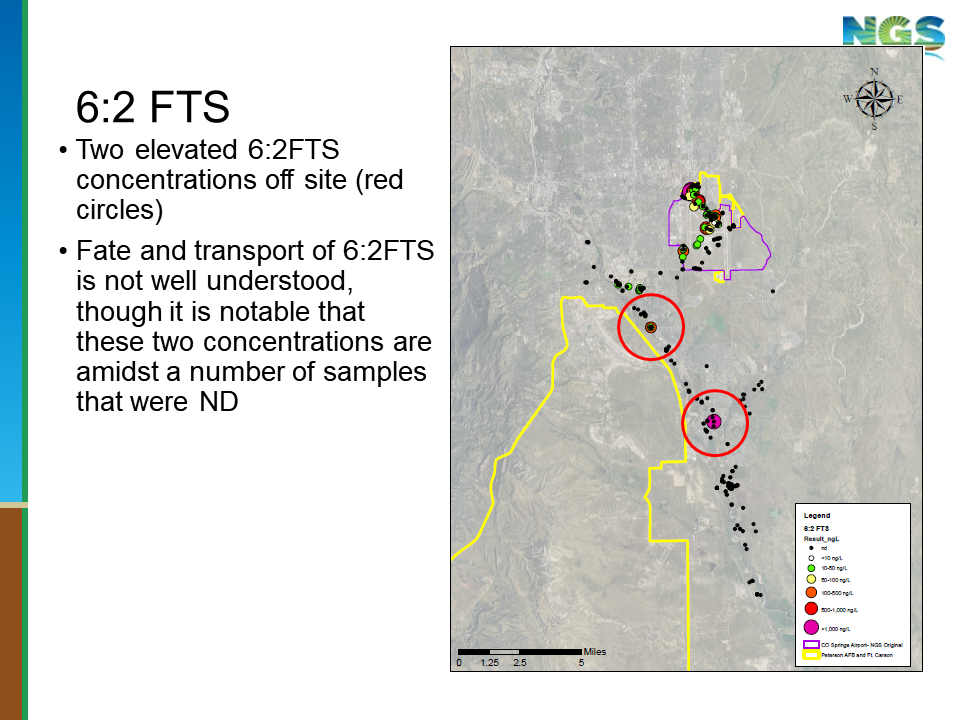 NGS
6:2 FTS
• Two elevated 6:2FTS
concentrations off site (red
circles)
• Fate and transport of 6:2FTS
is not well understood,
though it is notable that
these two concentrations are
amidst a number of samples
that were ND
N
W E
S
Legend
6:2 FTS
Result_ngL
nd
<10 ng/L
10-50 ng/L
50-100 ng/L
100-500 ng/L
500-1,000 ng/L
>1,000 ng/L
CO Springs Airport- NGS Original
Peterson AFB and Ft. Carson
Miles
0 1.25 2.5 5